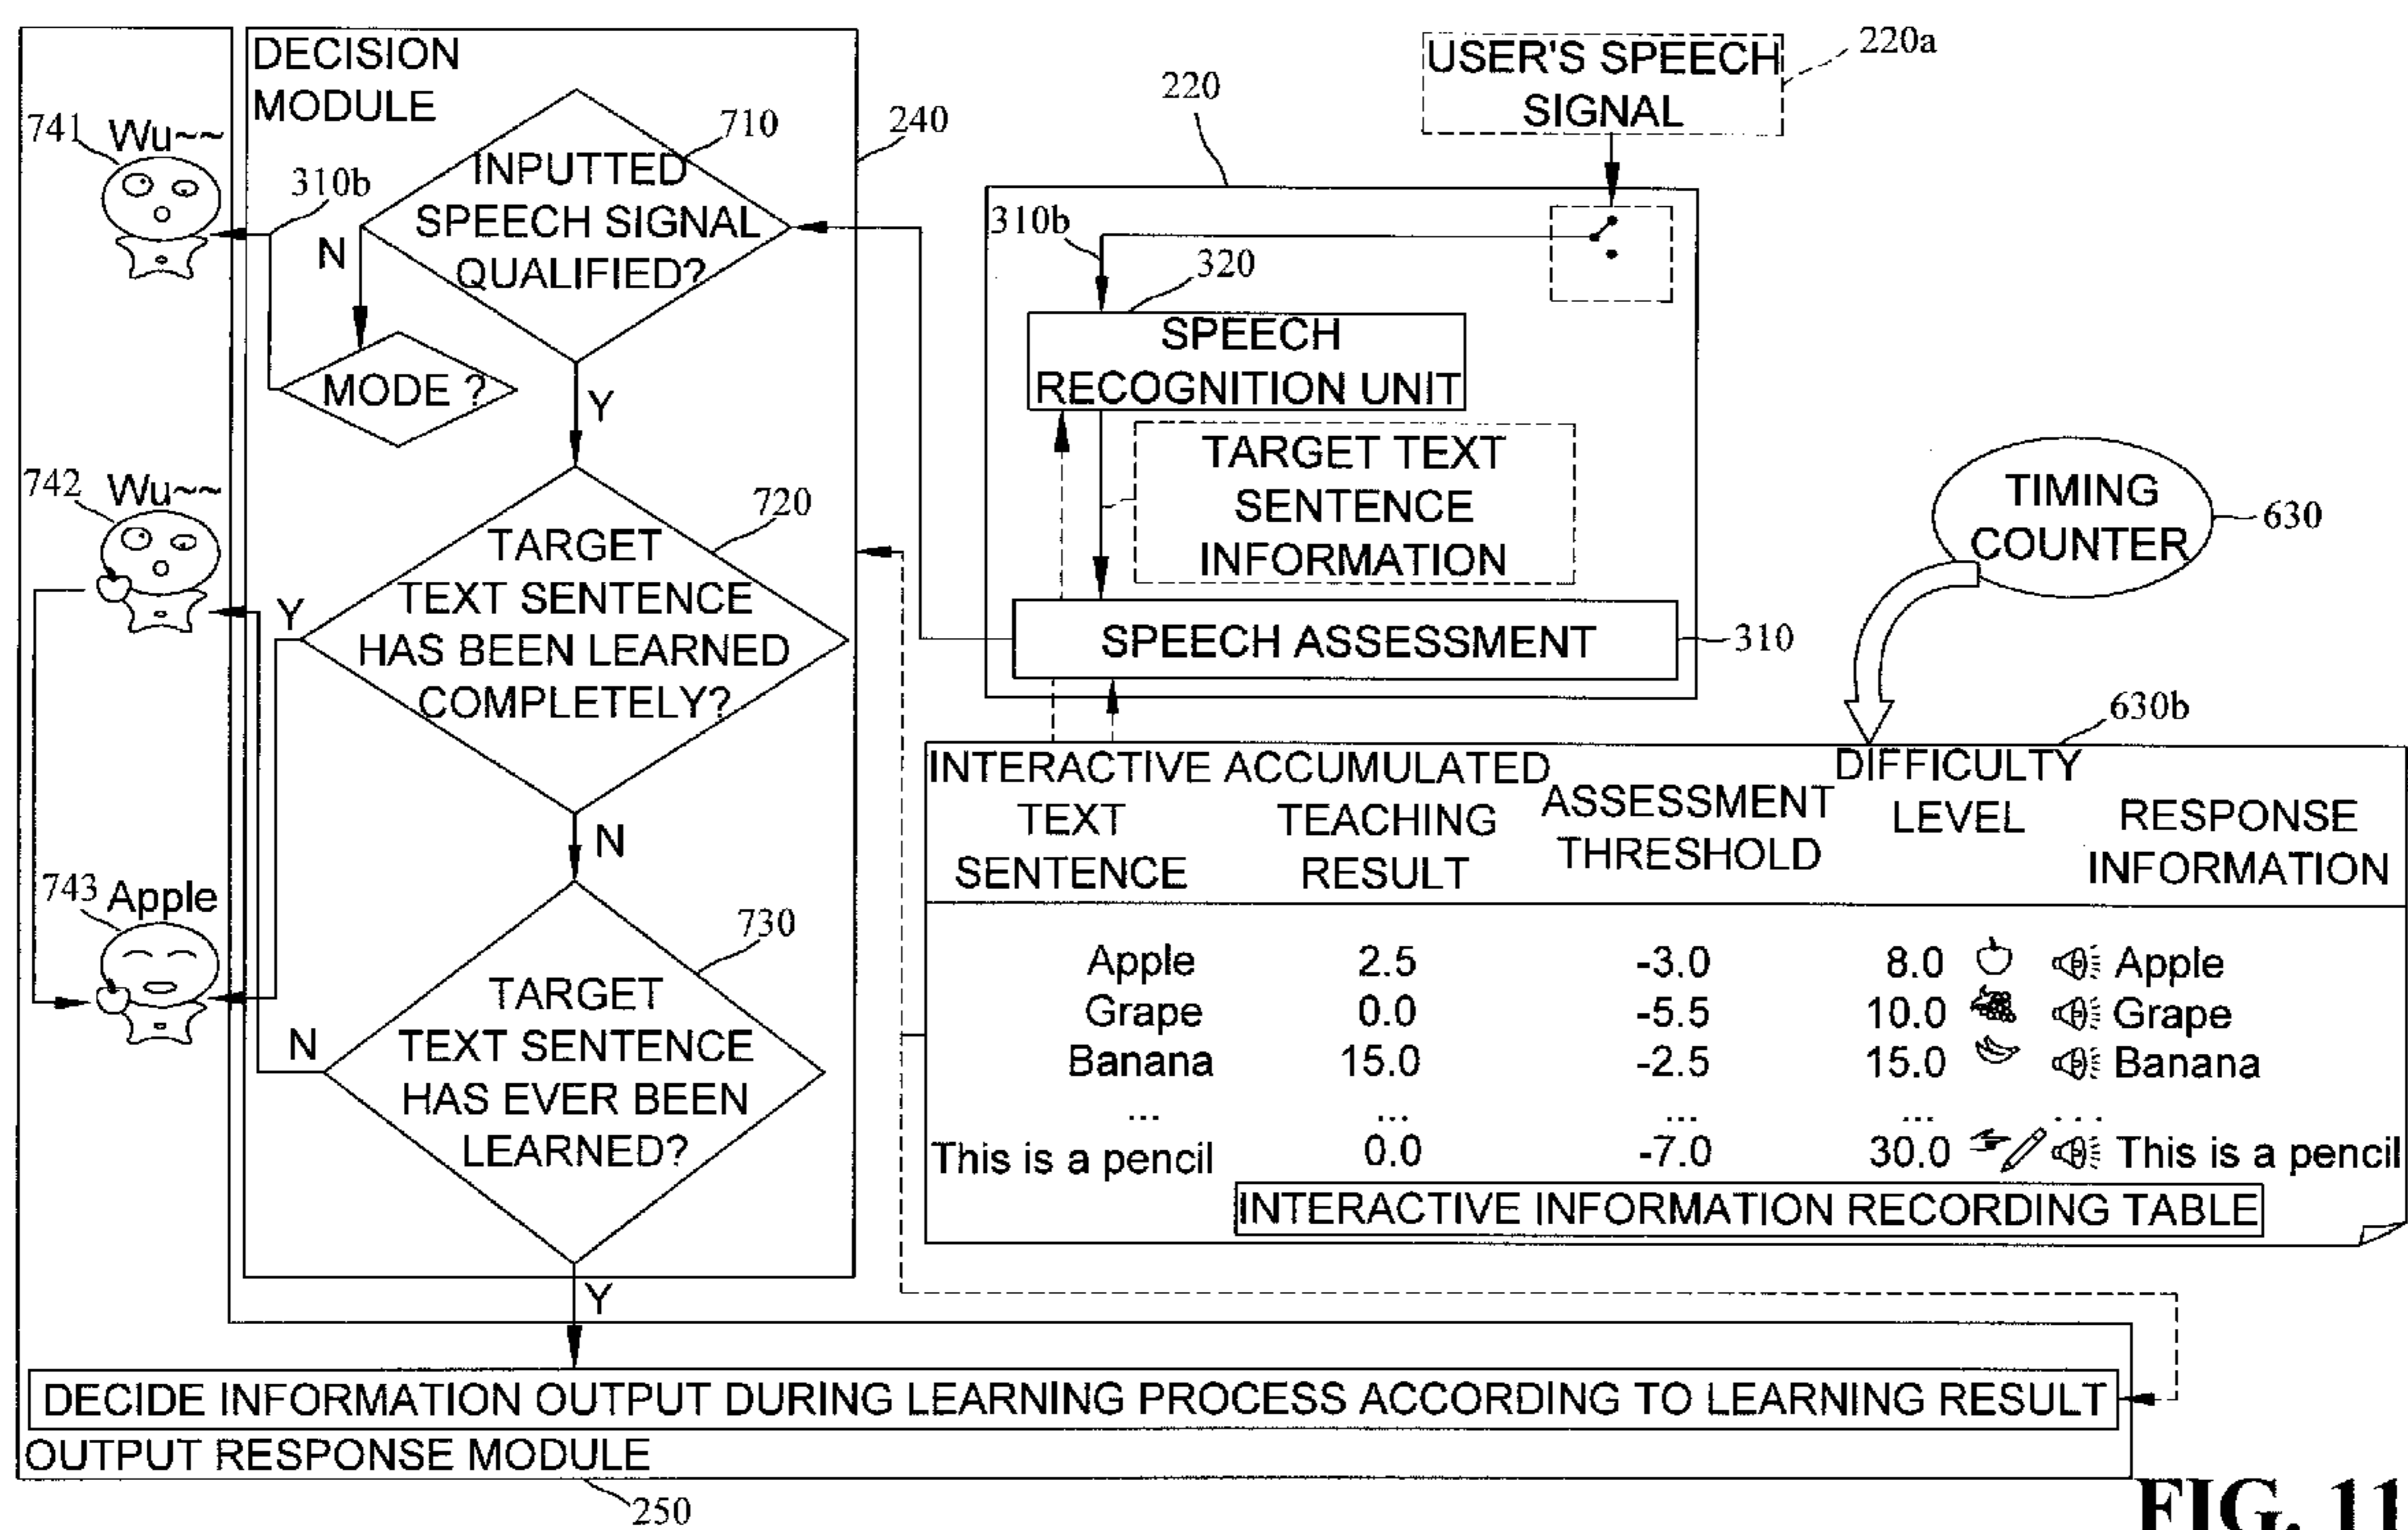 DECISION
MODULE
741
Wu~~
310b
710
240
INPUTTED
SPEECH SIGNAL
QUALIFIED?
N
MODE ?
Y
742
Wu~~
720
TARGET
TEXT SENTENCE
HAS BEEN LEARNED
COMPLETELY?
Y
N
743
Apple
730
TARGET
TEXT SENTENCE
HAS EVER BEEN
LEARNED?
N
Y
USER'S SPEECH
SIGNAL
220a
220
310b
320
SPEECH
RECOGNITION UNIT
TARGET TEXT
SENTENCE
INFORMATION
SPEECH ASSESSMENT
310
TIMING
COUNTER
630
630b
INTERACTIVE
TEXT
SENTENCE
ACCUMULATED
TEACHING
RESULT
ASSESSMENT
THRESHOLD
DIFFICULTY
LEVEL
RESPONSE
INFORMATION
Apple 2.5 -3.0 8.0 Apple
Grape 0.0 -5.5 10.0 Grape
Banana 15.0 -2.5 15.0 Banana
... ... ... ... ...
This is a pencil 0.0 -7.0 30.0 This is a pencil
INTERACTIVE INFORMATION RECORDING TABLE
DECIDE INFORMATION OUTPUT DURING LEARNING PROCESS ACCORDING TO LEARNING RESULT
OUTPUT RESPONSE MODULE
250
FIG. 11